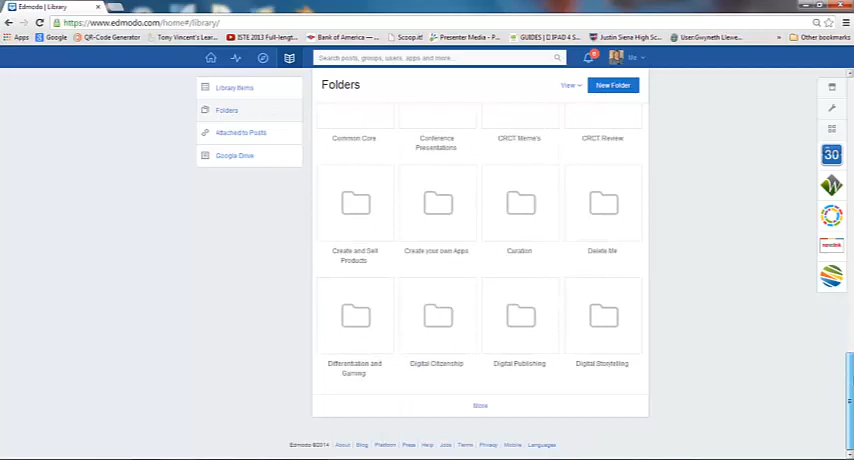 Edmodo | Library
https://www.edmodo.com/home#/library/
Apps Google QR-Code Generator Tony Vincent's Lear... ISTE 2013 Full-lengt... Bank of America — ... Scoop.it! Presenter Media - P... GUIDES | D.IPAD 4 S... Justin Siena High Sc... User:Gwyneth Llewe... » Other bookmarks
Search posts, groups, users, apps and more... Me
Library Items
Folders
Attached to Posts
Google Drive
Folders View New Folder
Common Core Conference Presentations CRCT Meme's CRCT Review
Create and Sell Products Create your own Apps Curation Delete Me
Differentiation and Gaming Digital Citizenship Digital Publishing Digital Storytelling
More
30
Edmodo ©2014 About Blog Platform Press Help Jobs Terms Privacy Mobile Languages